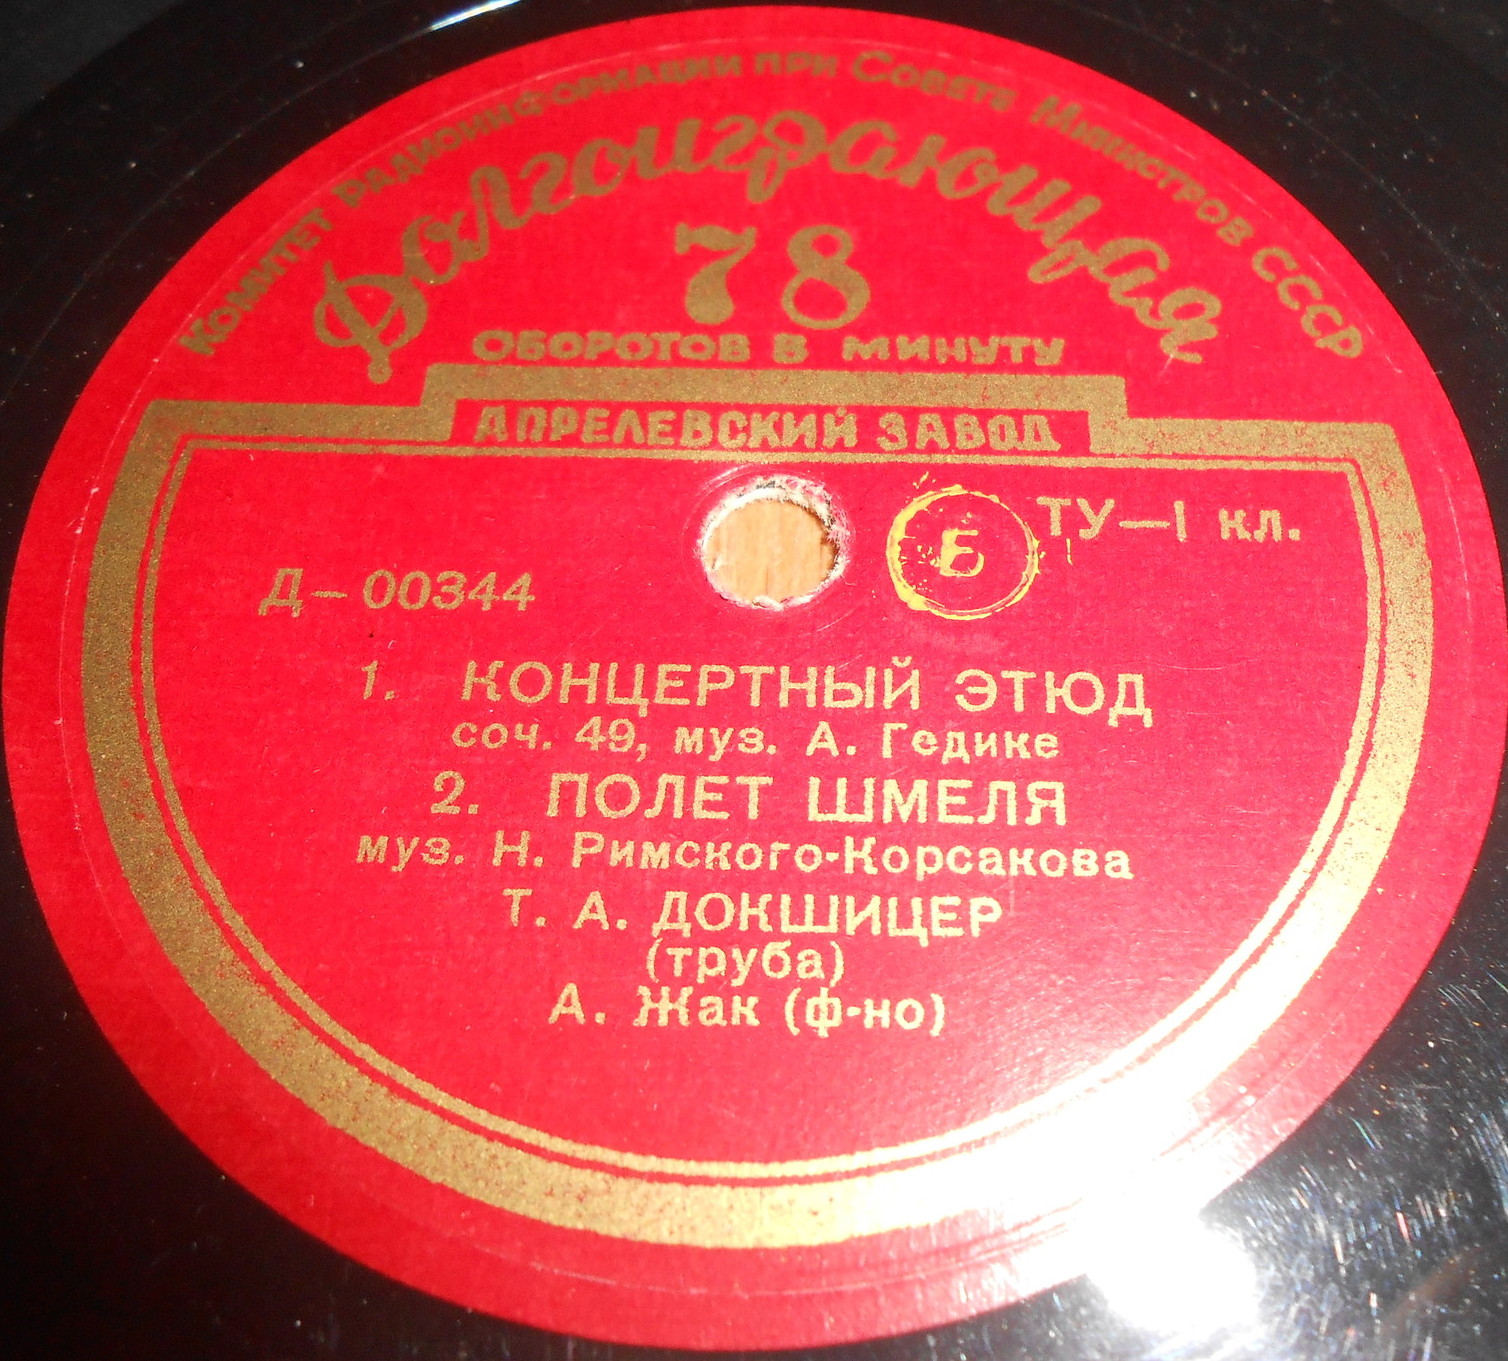 Комитет Радиоинформации при Совете Министров СССР
Долгоиграющая
78
ОБОРОТОВ В МИНУТУ
АПРЕЛЕВСКИЙ ЗАВОД
Б ТУ—I кл.
Д—00344
1. КОНЦЕРТНЫЙ ЭТЮД
соч. 49, муз. А. Гедике
2. ПОЛЕТ ШМЕЛЯ
муз. Н. Римского-Корсакова
Т. А. ДОКШИЦЕР
(труба)
А. Жак (ф-но)